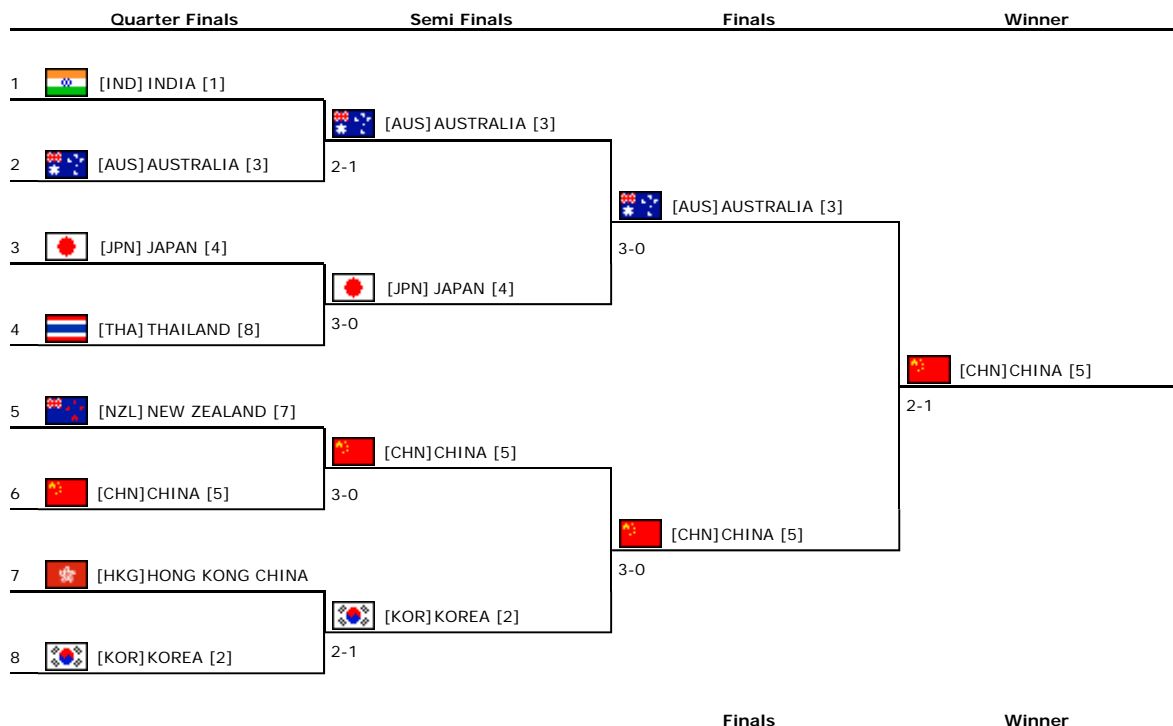 Quarter Finals Semi Finals Finals Winner
1 [IND] INDIA [1]
[AUS] AUSTRALIA [3]
2 [AUS] AUSTRALIA [3] 2-1
[AUS] AUSTRALIA [3]
3 [JPN] JAPAN [4] 3-0
[JPN] JAPAN [4]
4 [THA] THAILAND [8] 3-0
[CHN] CHINA [5]
5 [NZL] NEW ZEALAND [7] 2-1
[CHN] CHINA [5]
6 [CHN] CHINA [5] 3-0
[CHN] CHINA [5]
7 [HKG] HONG KONG CHINA 3-0
[KOR] KOREA [2]
8 [KOR] KOREA [2] 2-1
Finals Winner